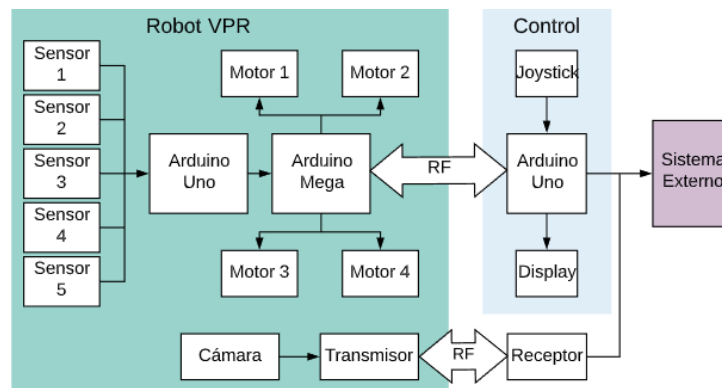 Robot VPR
Control
Sensor
1
Sensor
2
Sensor
3
Sensor
4
Sensor
5
Motor 1
Motor 2
Arduino
Uno
Arduino
Mega
RF
Motor 3
Motor 4
Joystick
Arduino
Uno
Display
Sistema
Externo
Cámara
Transmisor
RF
Receptor